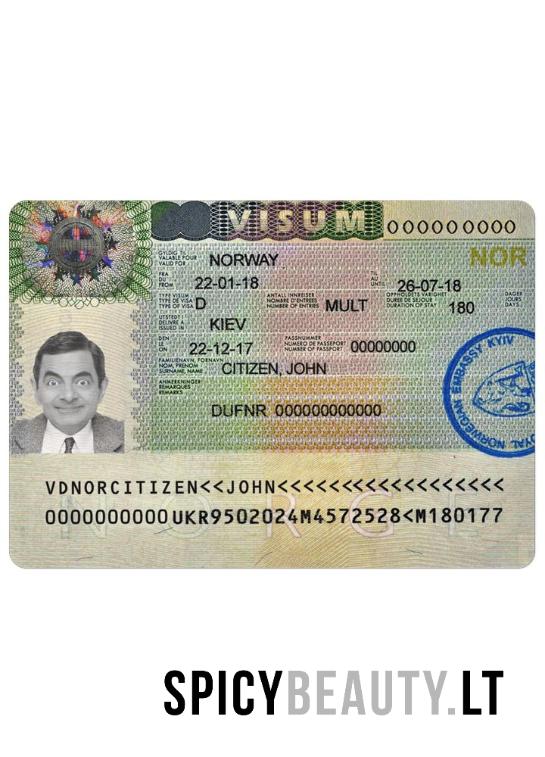 VISUM
000000000
NOR
GYLDIG FOR
VALABLE POUR
VALID FOR
NORWAY
FRA
DU
FROM
22-01-18
TIL
AU
UNTIL
26-07-18
TYPE VISUM
TYPE DE VISA
TYPE OF VISA
D
ANTALL INNREISER
NOMBRE D'ENTREES
NUMBER OF ENTRIES
MULT
OPPHOLDETS VARIGHET
DUREE DE SEJOUR
DURATION OF STAY
180
DAGER
JOURS
DAYS
UTSTEDT I
DELIVRE A
ISSUED IN
KIEV
DEN
LE
ON
22-12-17
PASSNUMMER
NUMERO DE PASSEPORT
NUMBER OF PASSPORT
00000000
FAMILIENAVN, FORNAVN
NOM, PRENOM
SURNAME, NAME
CITIZEN, JOHN
ANMERKNINGER
REMARQUES
REMARKS
DUFNR 000000000000
ROYAL NORWEGIAN EMBASSY KYIV
NORGE
VDNORCITIZEN<<JOHN<<<<<<<<<<<<<<<<<<
0000000000UKR9502024M4572528<M180177
SPICYBEAUTY.LT